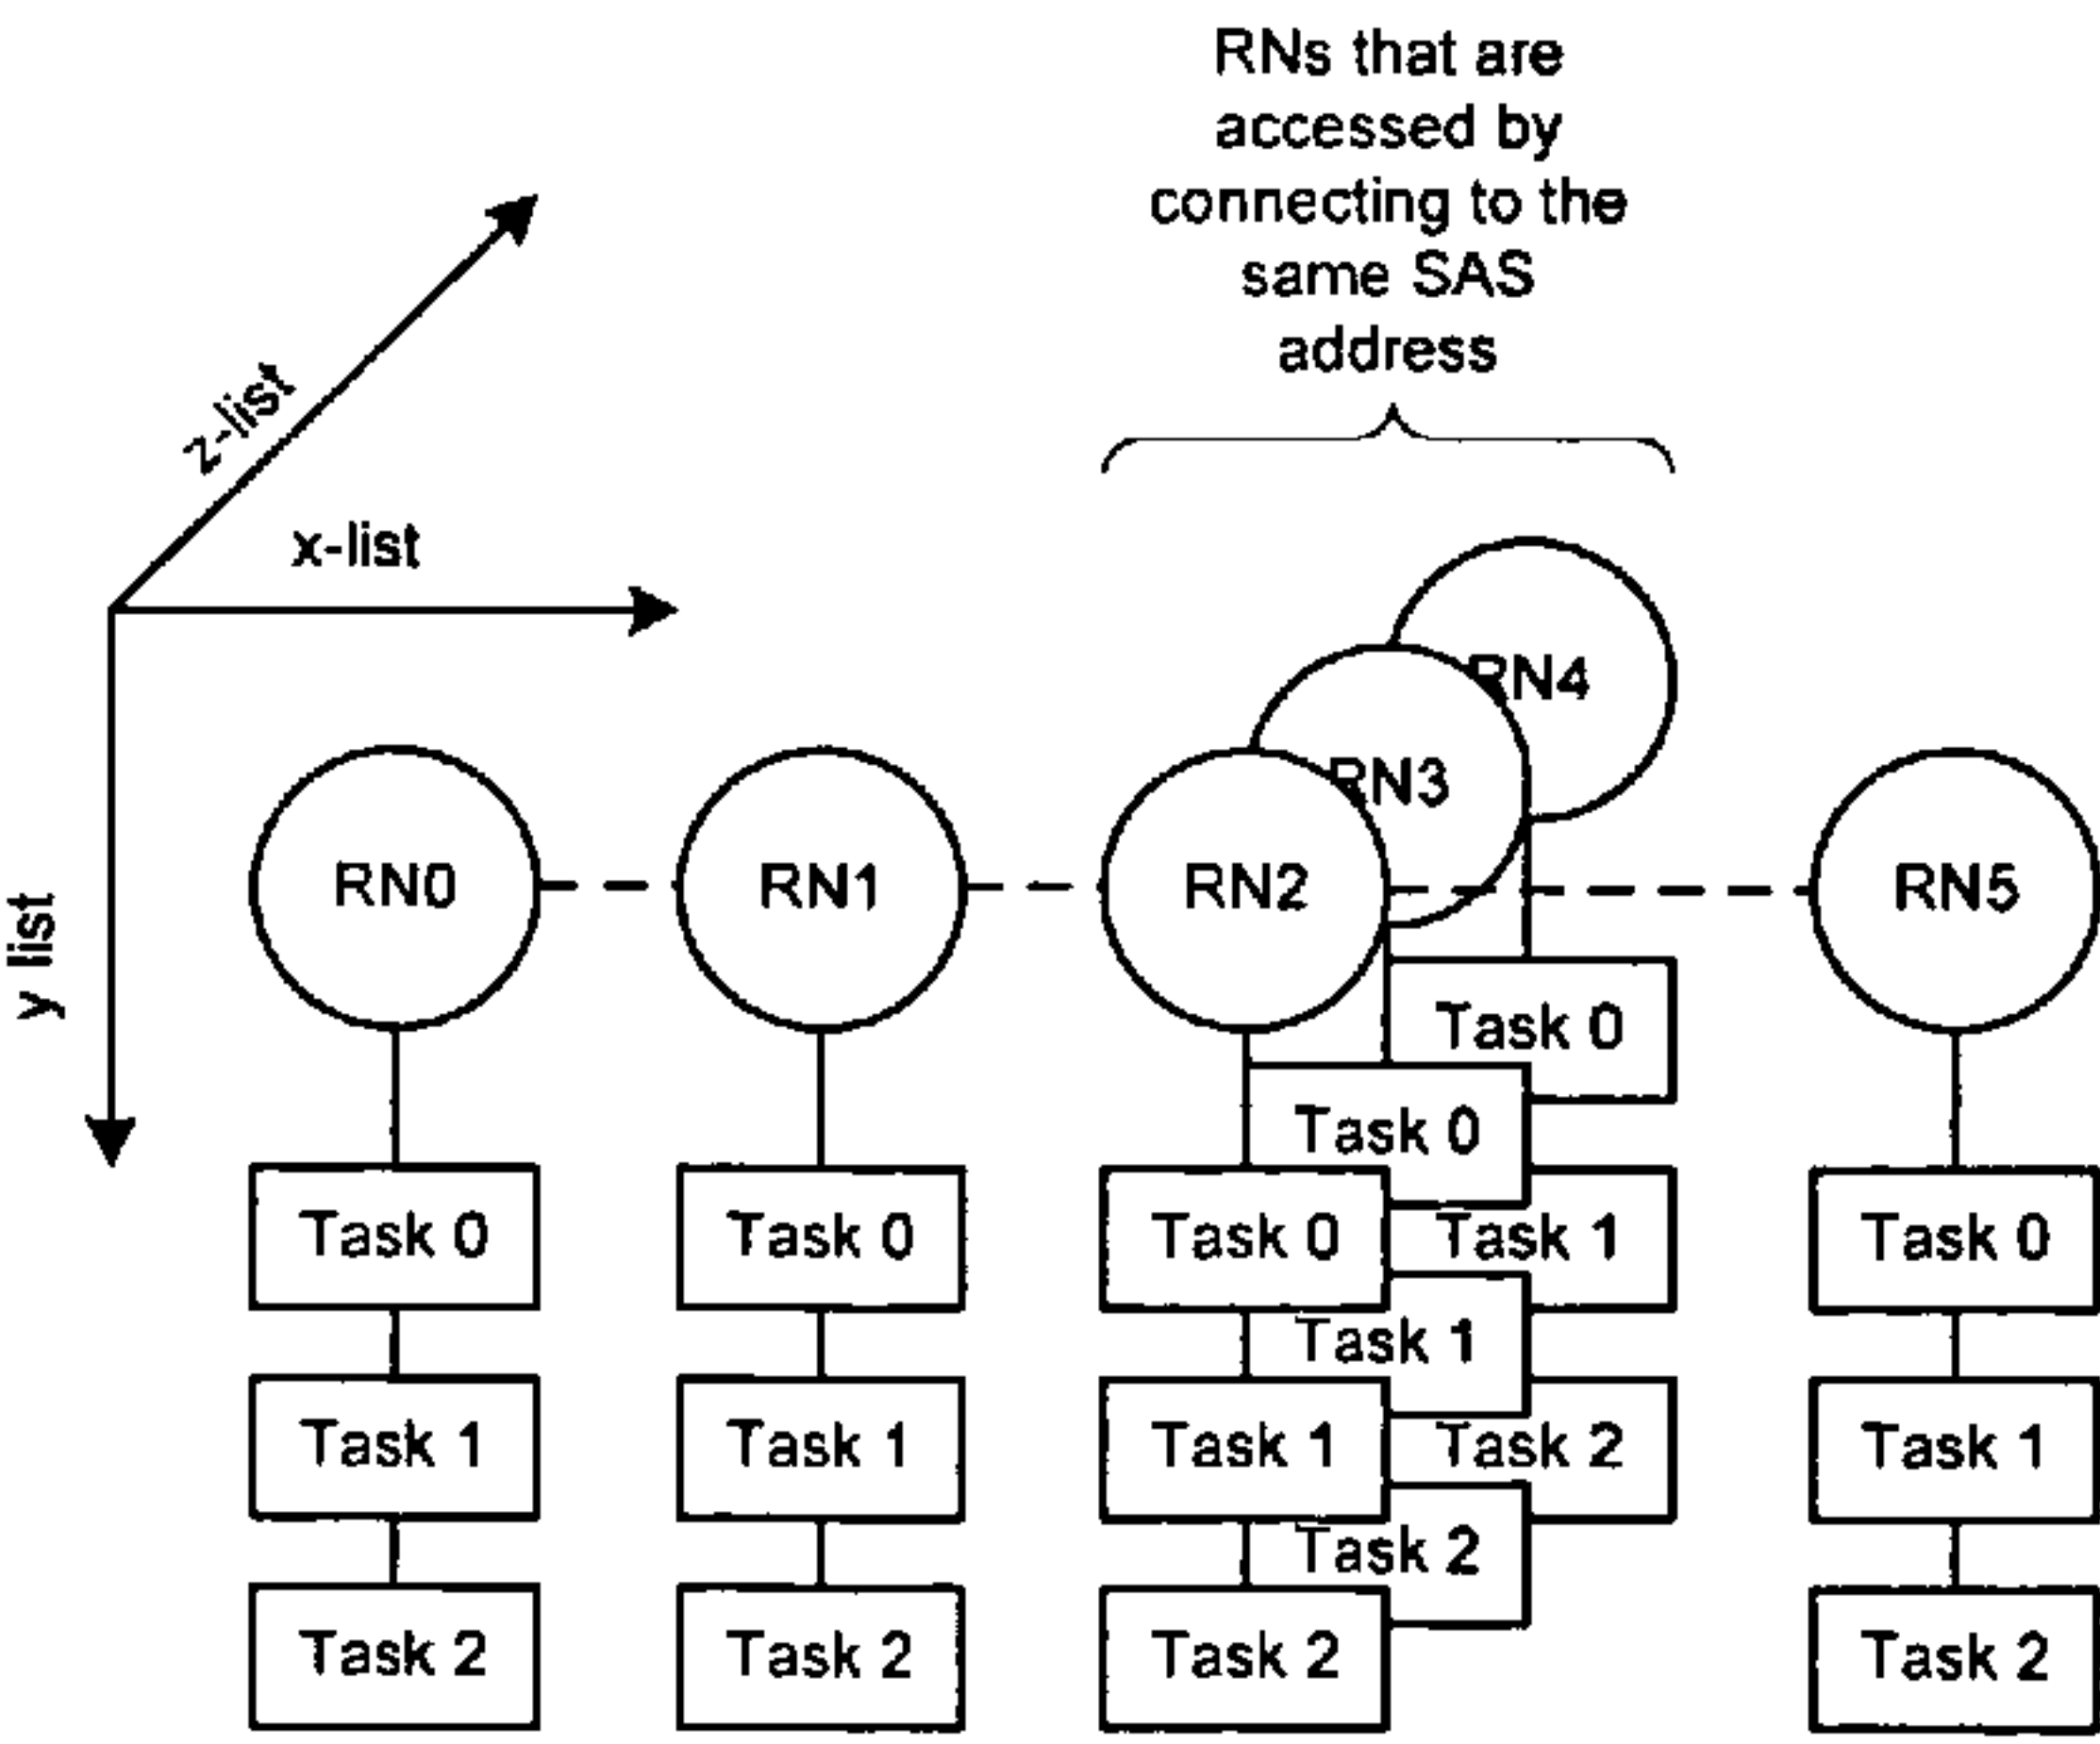 RNs that are
accessed by
connecting to the
same SAS
address
z-list
x-list
y list
RN4
RN3
RN0
RN1
RN2
RN5
Task 0
Task 0
Task 0
Task 0
Task 0
Task 1
Task 0
Task 1
Task 1
Task 1
Task 1
Task 2
Task 1
Task 2
Task 2
Task 2
Task 2
Task 2